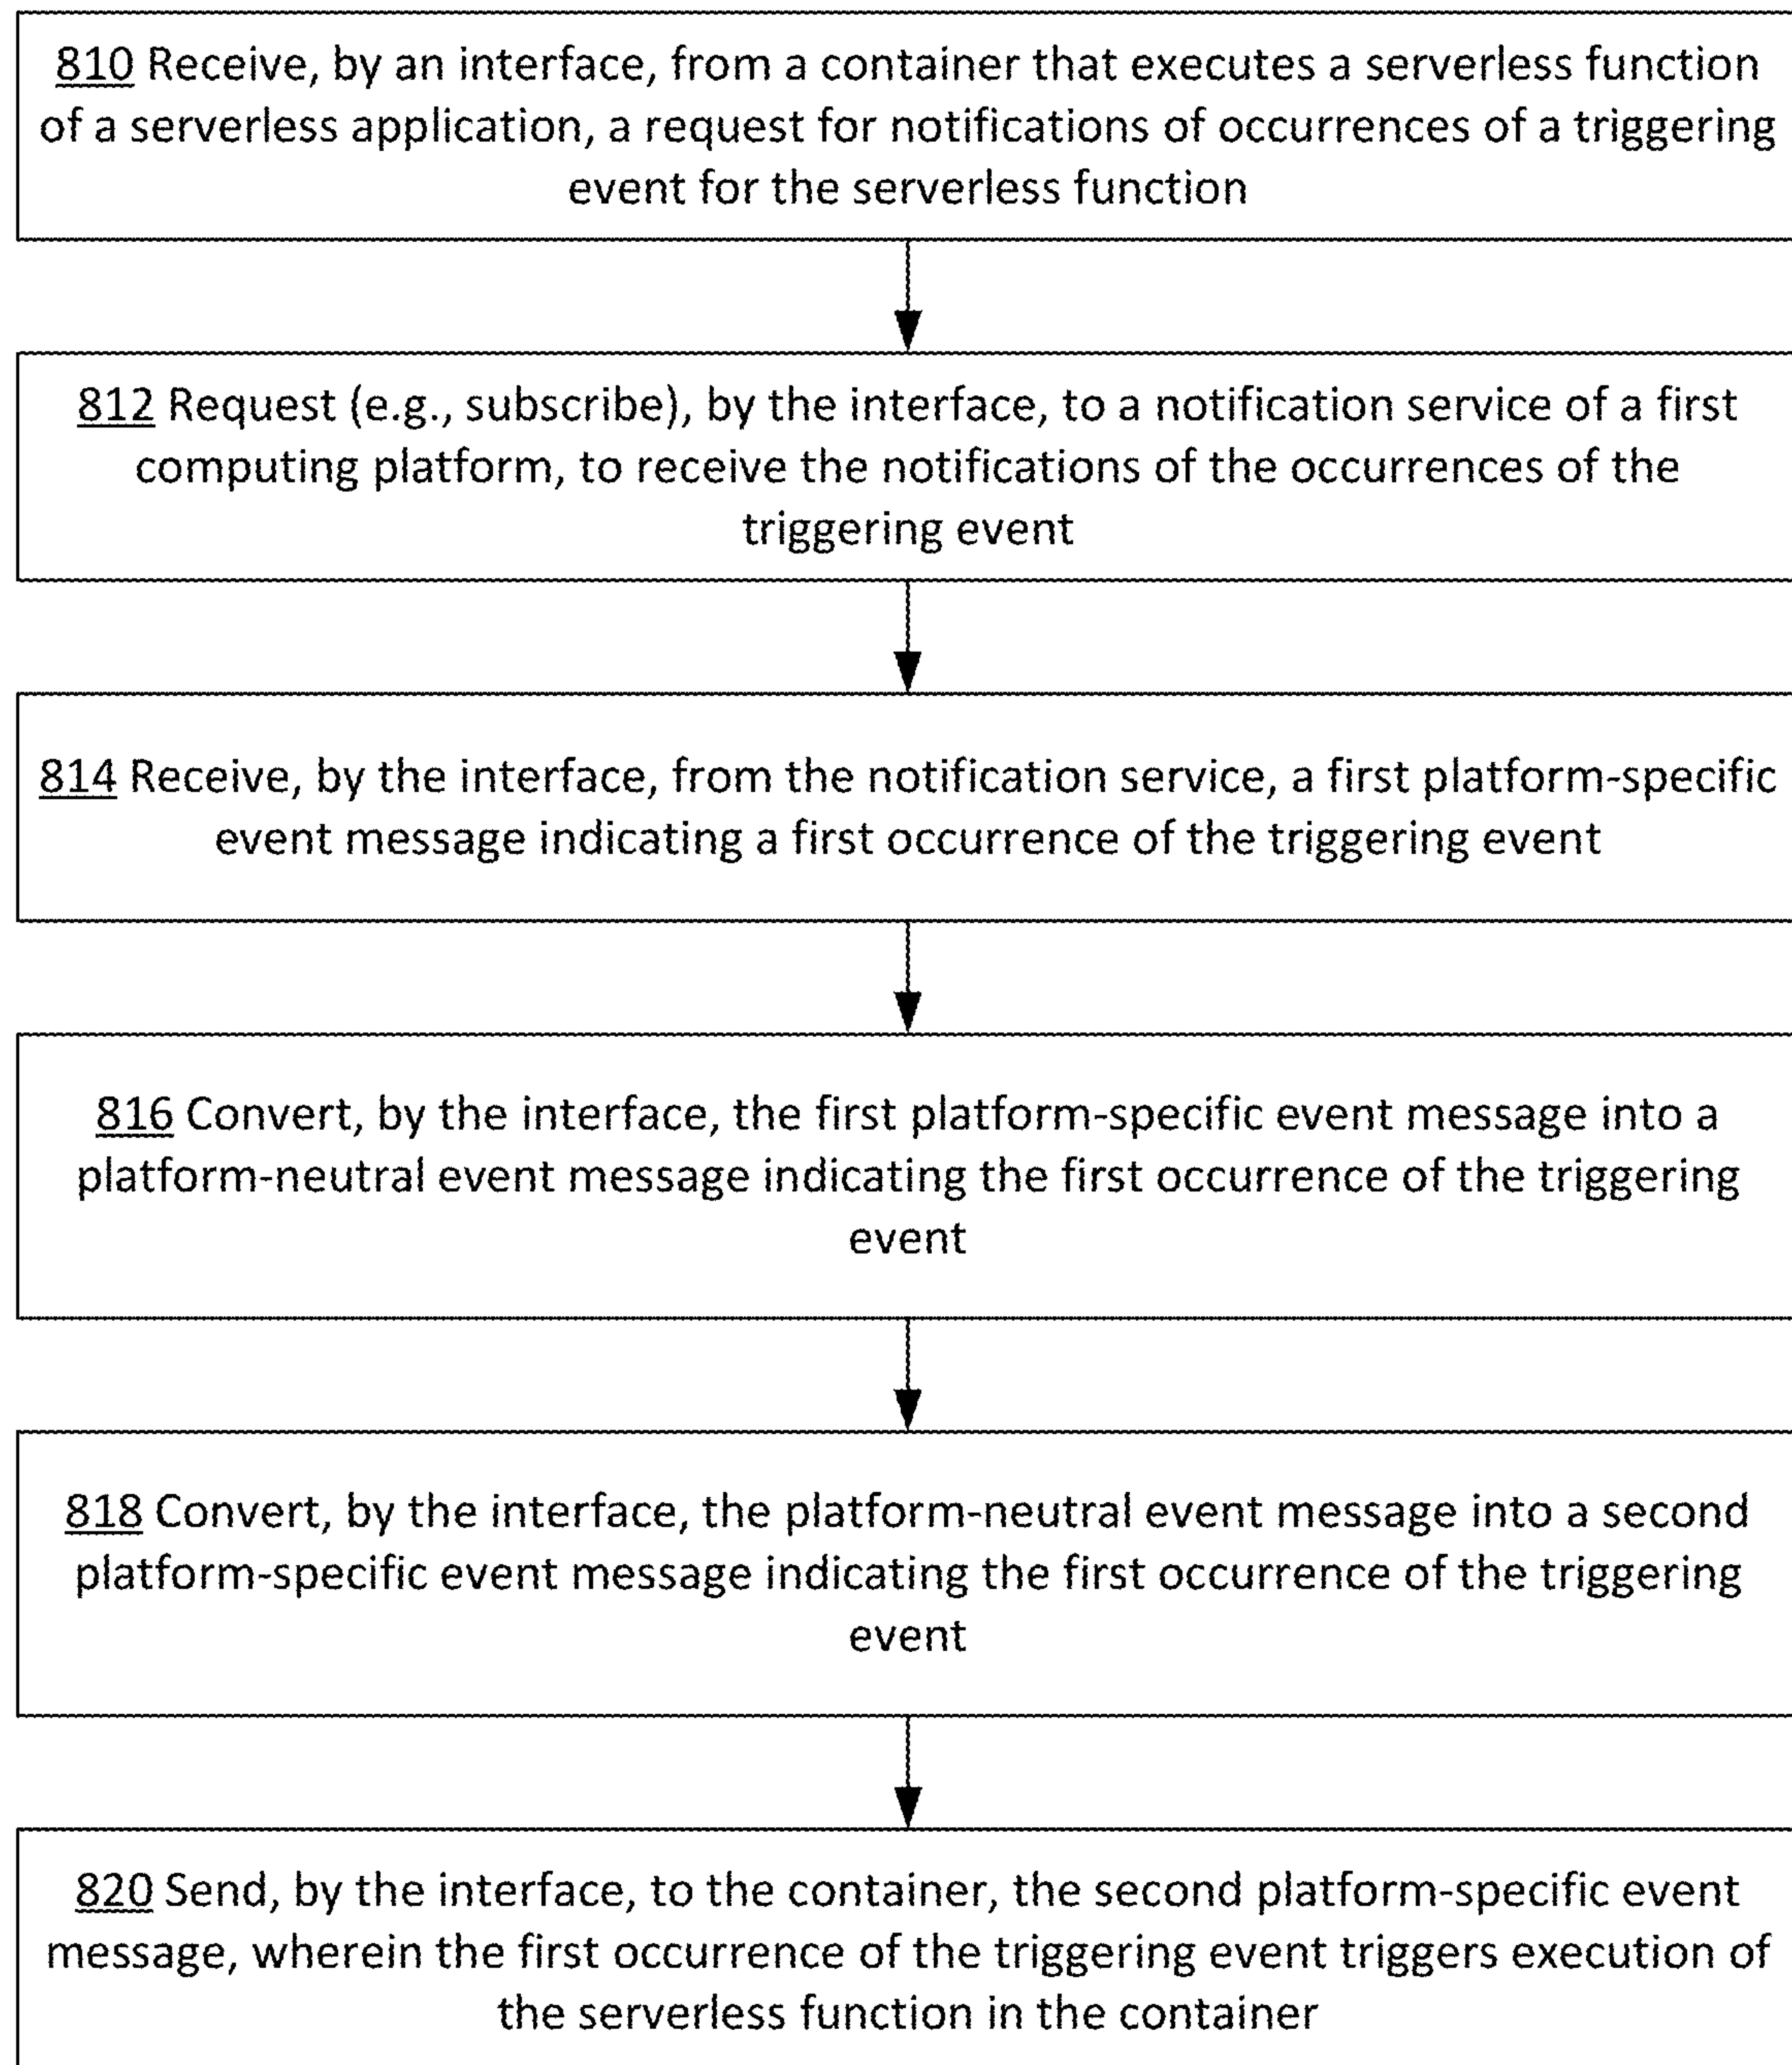 810 Receive, by an interface, from a container that executes a serverless function
of a serverless application, a request for notifications of occurrences of a triggering
event for the serverless function
812 Request (e.g., subscribe), by the interface, to a notification service of a first
computing platform, to receive the notifications of the occurrences of the
triggering event
814 Receive, by the interface, from the notification service, a first platform-specific
event message indicating a first occurrence of the triggering event
816 Convert, by the interface, the first platform-specific event message into a
platform-neutral event message indicating the first occurrence of the triggering
event
818 Convert, by the interface, the platform-neutral event message into a second
platform-specific event message indicating the first occurrence of the triggering
event
820 Send, by the interface, to the container, the second platform-specific event
message, wherein the first occurrence of the triggering event triggers execution of
the serverless function in the container